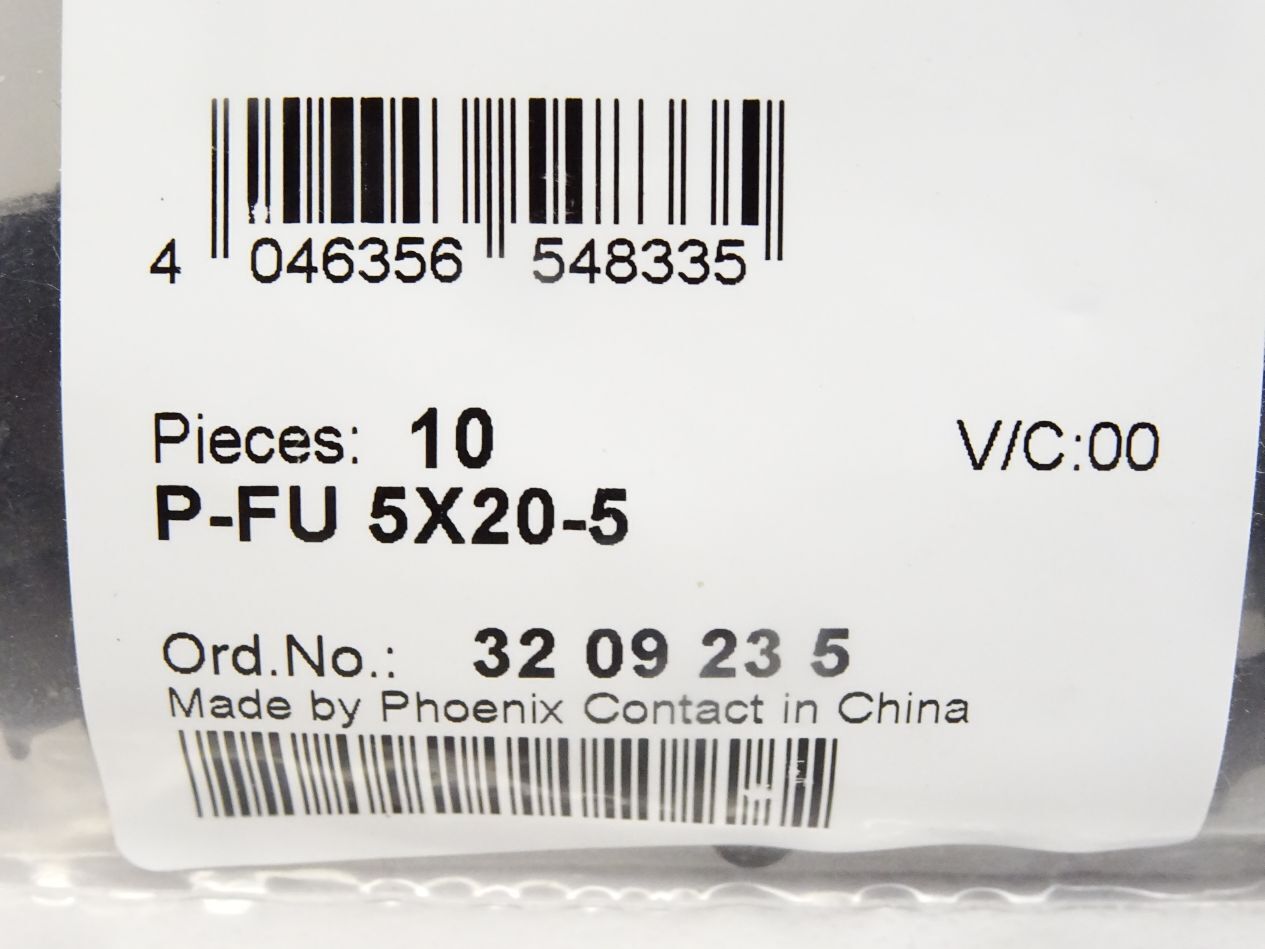 4 046356 548335
Pieces: 10 V/C:00
P-FU 5X20-5
Ord.No.: 32 09 23 5
Made by Phoenix Contact in China